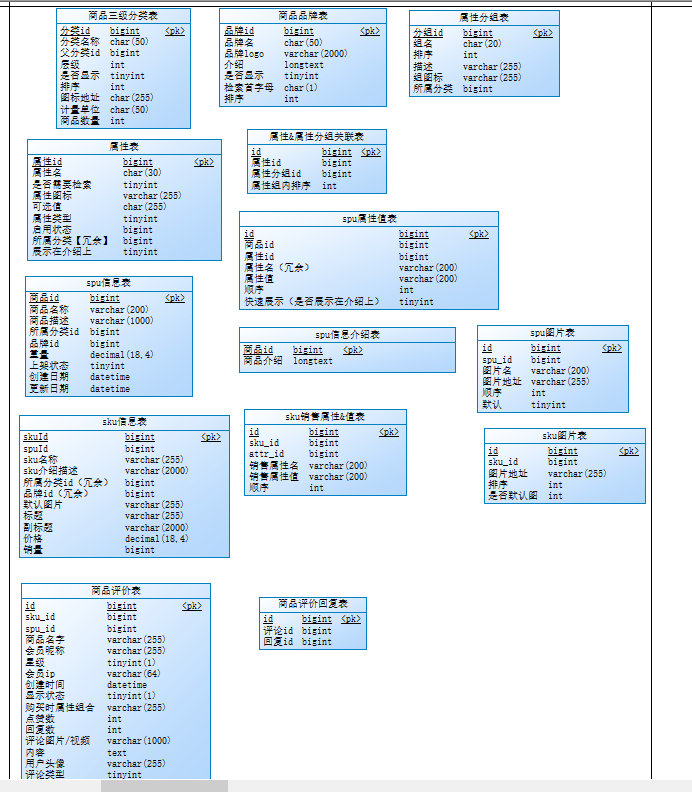 商品三级分类表
分类id bigint <pk>
分类名称 char(50)
父分类id bigint
层级 int
是否显示 tinyint
排序 int
图标地址 char(255)
计量单位 char(50)
商品数量 int
商品品牌表
品牌id bigint <pk>
品牌名 char(50)
品牌logo varchar(2000)
介绍 longtext
是否显示 tinyint
检索首字母 char(1)
排序 int
属性分组表
分组id bigint <pk>
组名 char(20)
排序 int
描述 varchar(255)
组图标 varchar(255)
所属分类 bigint
属性表
属性id bigint <pk>
属性名 char(30)
是否需要检索 tinyint
属性图标 varchar(255)
可选值 char(255)
属性类型 tinyint
启用状态 bigint
所属分类【冗余】 bigint
展示在介绍上 tinyint
属性&属性分组关联表
id bigint <pk>
属性id bigint
属性分组id bigint
属性组内排序 int
spu属性值表
id bigint <pk>
商品id bigint
属性id bigint
属性名（冗余） varchar(200)
属性值 varchar(200)
顺序 int
快速展示（是否展示在介绍上） tinyint
spu信息表
商品id bigint <pk>
商品名称 varchar(200)
商品描述 varchar(1000)
所属分类id bigint
品牌id bigint
重量 decimal(18,4)
上架状态 tinyint
创建日期 datetime
更新日期 datetime
spu信息介绍表
商品id bigint <pk>
商品介绍 longtext
spu图片表
id bigint <pk>
spu_id bigint
图片名 varchar(200)
图片地址 varchar(255)
顺序 int
默认 tinyint
sku信息表
skuId bigint <pk>
spuId bigint
sku名称 varchar(255)
sku介绍描述 varchar(2000)
所属分类id（冗余） bigint
品牌id（冗余） bigint
默认图片 varchar(255)
标题 varchar(255)
副标题 varchar(2000)
价格 decimal(18,4)
销量 bigint
sku销售属性&值表
id bigint <pk>
sku_id bigint
attr_id bigint
销售属性名 varchar(200)
销售属性值 varchar(200)
顺序 int
sku图片表
id bigint <pk>
sku_id bigint
图片地址 varchar(255)
排序 int
是否默认图 int
商品评价表
id bigint <pk>
sku_id bigint
spu_id bigint
商品名字 varchar(255)
会员昵称 varchar(255)
星级 tinyint(1)
会员ip varchar(64)
创建时间 datetime
显示状态 tinyint(1)
购买时属性组合 varchar(255)
点赞数 int
回复数 int
评论图片/视频 varchar(1000)
内容 text
用户头像 varchar(255)
评论类型 tinyint
商品评价回复表
id bigint <pk>
评论id bigint
回复id bigint